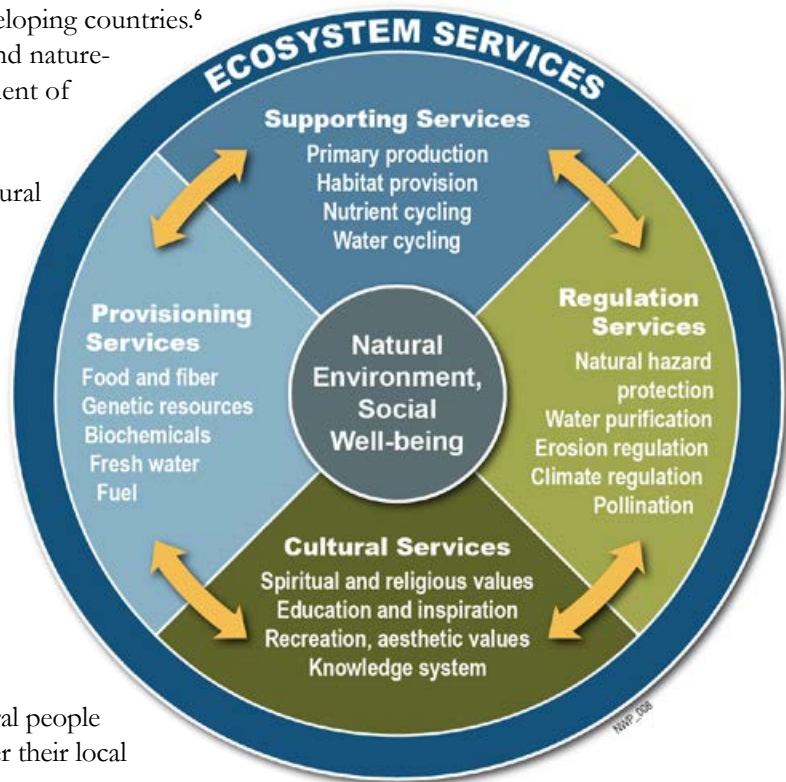 eloping countries.⁶
nd nature-
ent of
ural
ECOSYSTEM SERVICES
Supporting Services
Primary production
Habitat provision
Nutrient cycling
Water cycling
Provisioning
Services
Food and fiber
Genetic resources
Biochemicals
Fresh water
Fuel
Natural
Environment,
Social
Well-being
Regulation
Services
Natural hazard
protection
Water purification
Erosion regulation
Climate regulation
Pollination
Cultural Services
Spiritual and religious values
Education and inspiration
Recreation, aesthetic values
Knowledge system
NWP_008
ral people
er their local